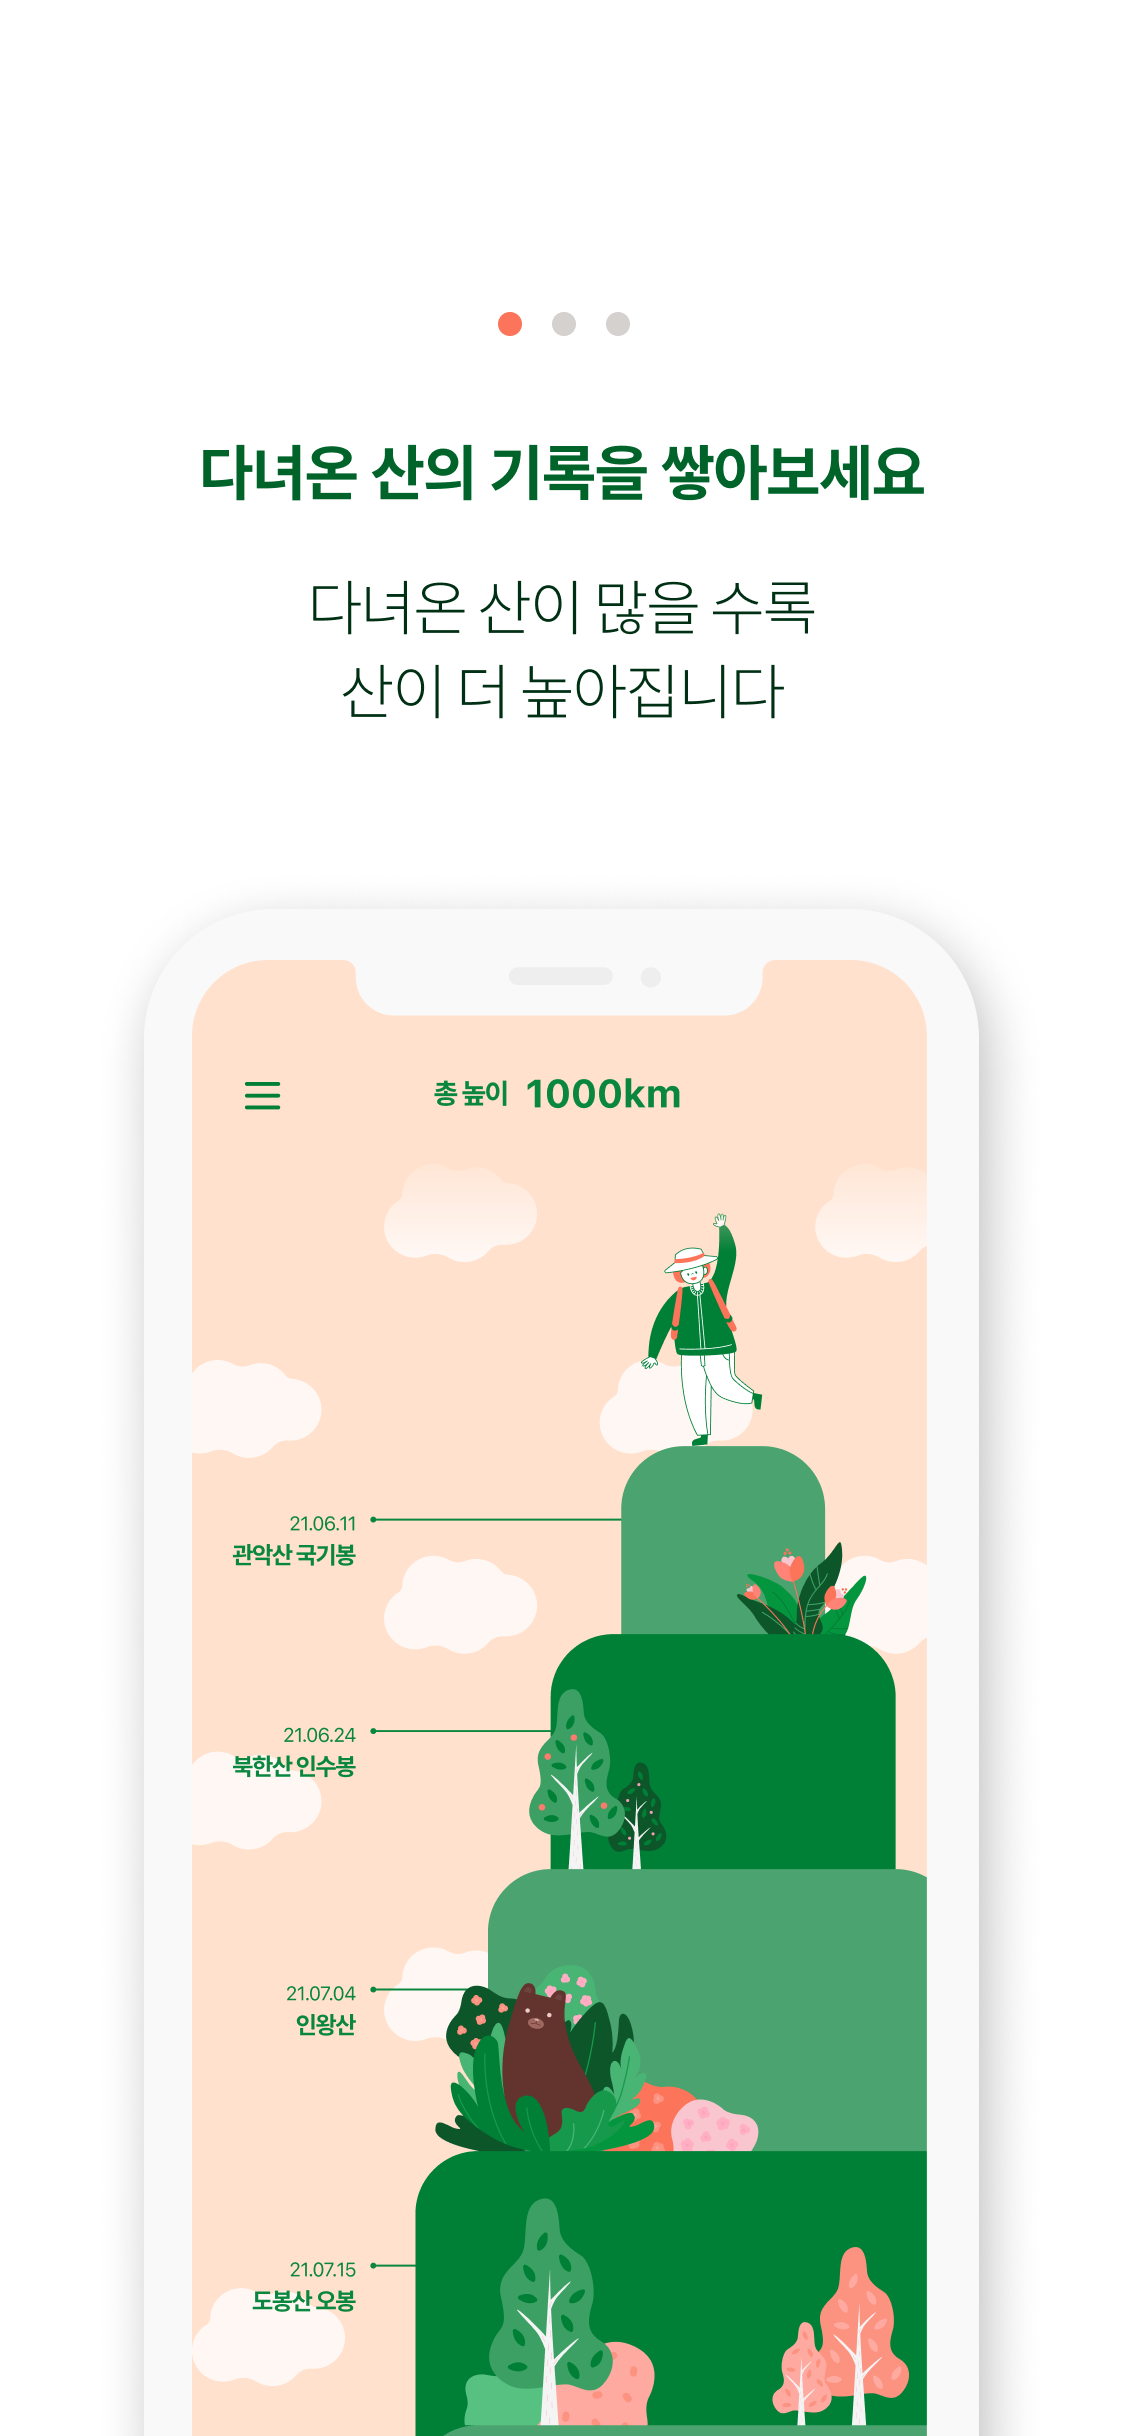 다녀온 산의 기록을 쌓아보세요
다녀온 산이 많을 수록
산이 더 높아집니다
총 높이 1000km
21.06.11
관악산 국기봉
21.06.24
북한산 인수봉
21.07.04
인왕산
21.07.15
도봉산 오봉